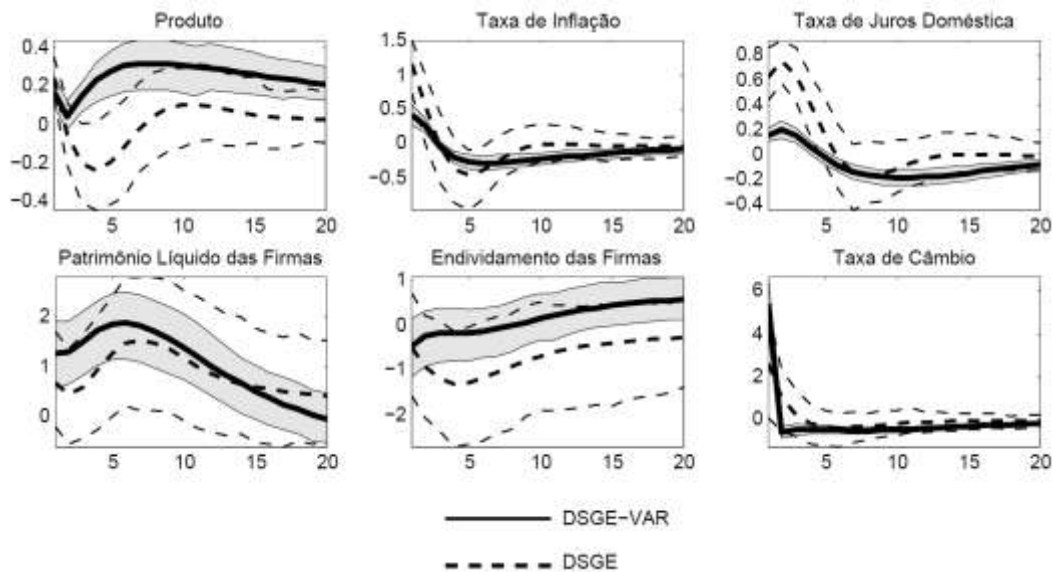 Produto Taxa de Inflação Taxa de Juros Doméstica
0.4
0.2
0
−0.2
−0.4
5 10 15 20
1.5
1
0.5
0
−0.5
5 10 15 20
0.8
0.6
0.4
0.2
0
−0.2
−0.4
5 10 15 20
Patrimônio Líquido das Firmas Endividamento das Firmas Taxa de Câmbio
2
1
0
5 10 15 20
1
0
−1
−2
5 10 15 20
6
4
2
0
5 10 15 20
DSGE−VAR
DSGE